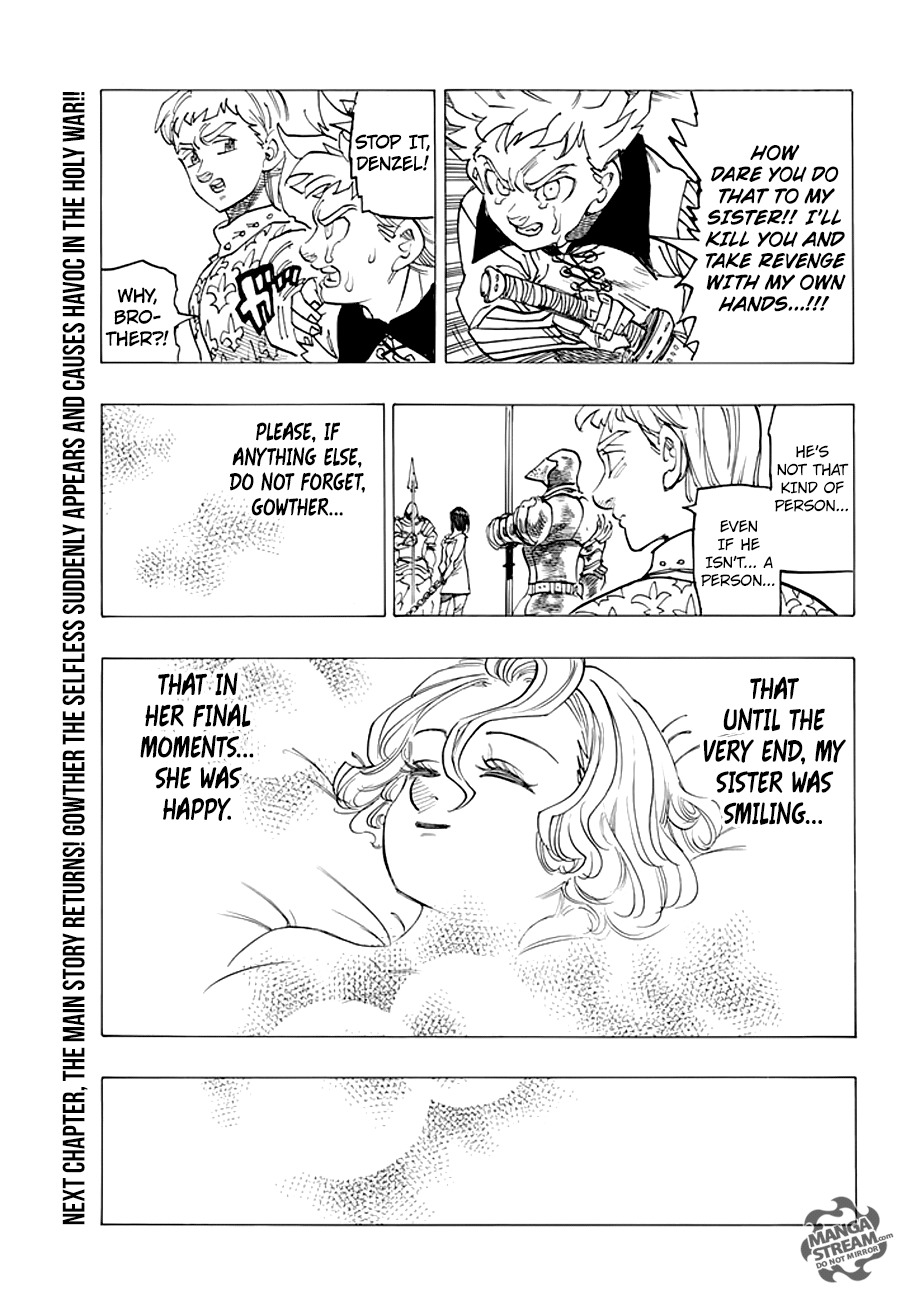 HOW
DARE YOU DO
THAT TO MY
SISTER!! I'LL
KILL YOU AND
TAKE REVENGE
WITH MY OWN
HANDS...!!!
STOP IT,
DENZEL!
WHY,
BRO-
THER?!
HE'S
NOT THAT
KIND OF
PERSON...
EVEN
IF HE
ISN'T... A
PERSON...
PLEASE, IF
ANYTHING ELSE,
DO NOT FORGET,
GOWTHER...
THAT
UNTIL THE
VERY END, MY
SISTER WAS
SMILING...
THAT IN
HER FINAL
MOMENTS...
SHE WAS
HAPPY.
NEXT CHAPTER, THE MAIN STORY RETURNS! GOWTHER THE SELFLESS SUDDENLY APPEARS AND CAUSES HAVOC IN THE HOLY WAR!!
MANGA
STREAM.com
DO NOT MIRROR